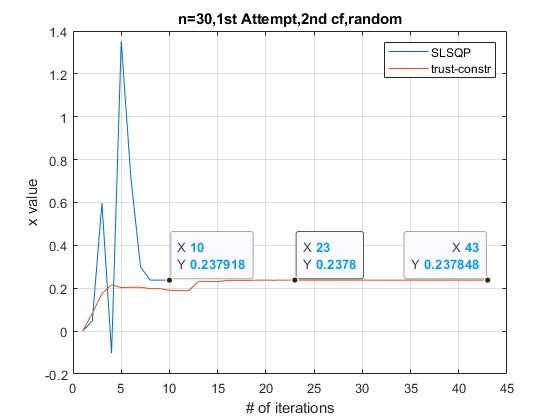 n=30,1st Attempt,2nd cf,random
SLSQP
trust-constr
x value
1.4
1.2
1
0.8
0.6
0.4
0.2
0
-0.2
X 10
Y 0.237918
X 23
Y 0.2378
X 43
Y 0.237848
0 5 10 15 20 25 30 35 40 45
# of iterations